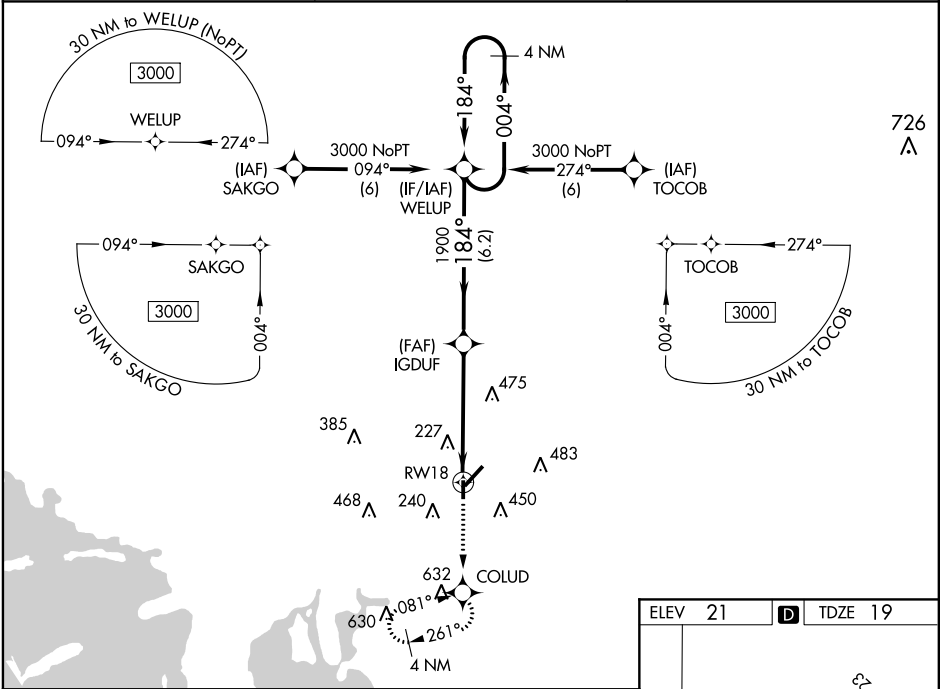 30 NM to WELUP (NoPT)
3000
WELUP
094°
274°
4 NM
184°
004°
726
3000 NoPT
094°
(6)
(IAF)
SAKGO
(IF/IAF)
WELUP
3000 NoPT
274°
(6)
(IAF)
TOCOB
1900
184°
(6.2)
094°
SAKGO
3000
004°
30 NM to SAKGO
274°
TOCOB
3000
004°
30 NM to TOCOB
(FAF)
IGDUF
475
385
227
483
RW18
468
240
450
632
COLUD
630
081°
261°
4 NM
ELEV 21
D
TDZE 19
23